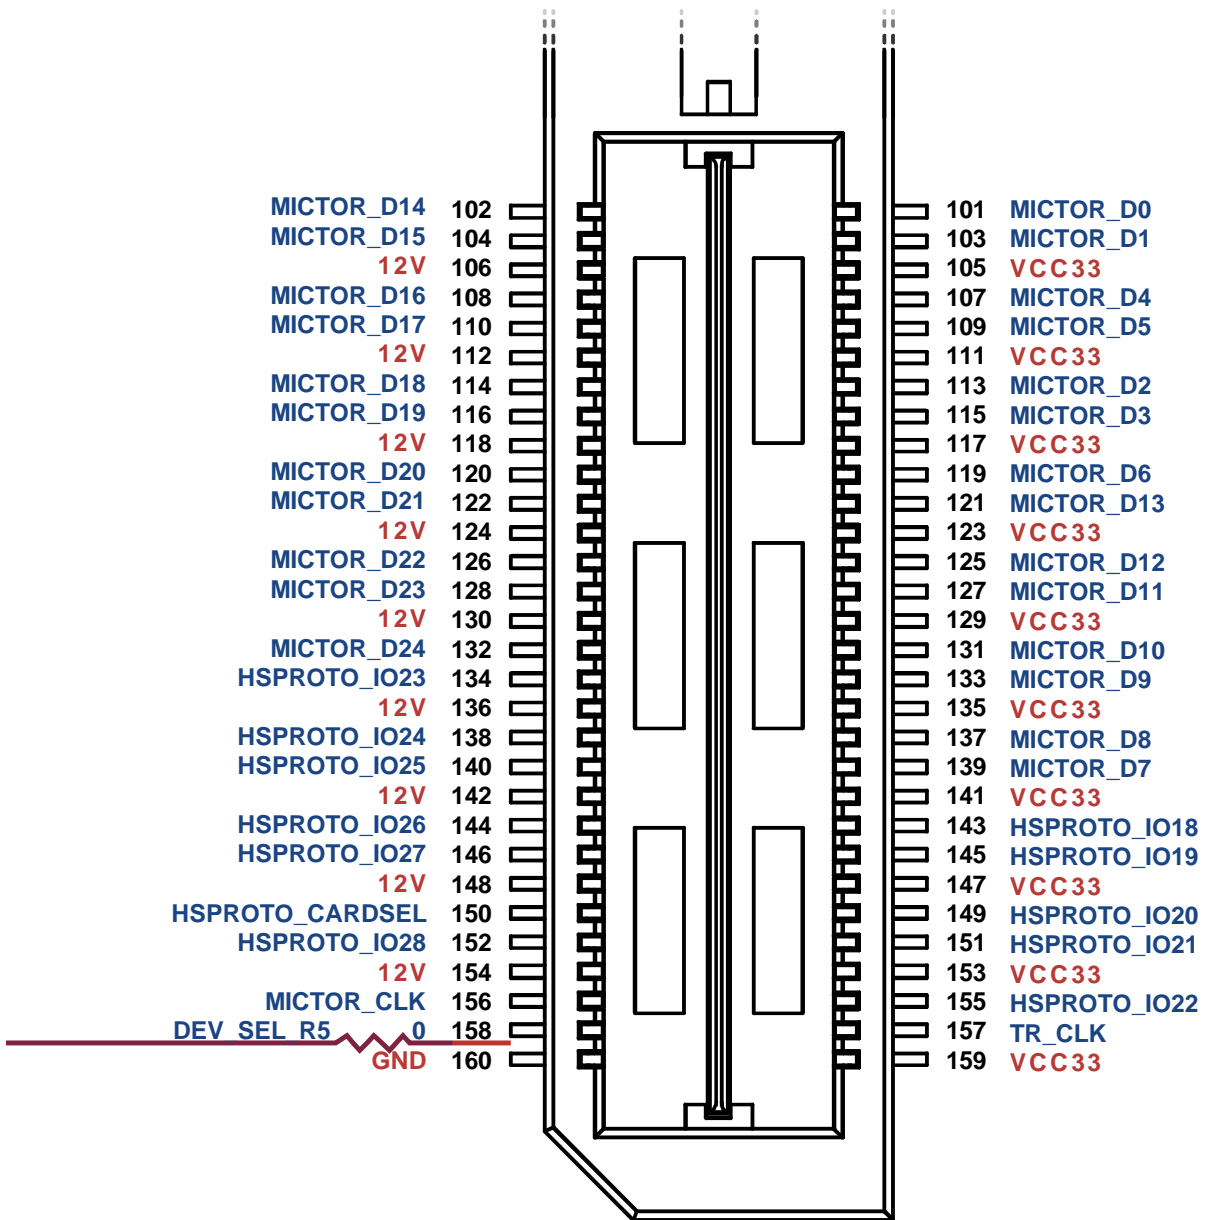 MICTOR_D14 102 101 MICTOR_D0
MICTOR_D15 104 103 MICTOR_D1
12V 106 105 VCC33
MICTOR_D16 108 107 MICTOR_D4
MICTOR_D17 110 109 MICTOR_D5
12V 112 111 VCC33
MICTOR_D18 114 113 MICTOR_D2
MICTOR_D19 116 115 MICTOR_D3
12V 118 117 VCC33
MICTOR_D20 120 119 MICTOR_D6
MICTOR_D21 122 121 MICTOR_D13
12V 124 123 VCC33
MICTOR_D22 126 125 MICTOR_D12
MICTOR_D23 128 127 MICTOR_D11
12V 130 129 VCC33
MICTOR_D24 132 131 MICTOR_D10
HSPROTO_IO23 134 133 MICTOR_D9
12V 136 135 VCC33
HSPROTO_IO24 138 137 MICTOR_D8
HSPROTO_IO25 140 139 MICTOR_D7
12V 142 141 VCC33
HSPROTO_IO26 144 143 HSPROTO_IO18
HSPROTO_IO27 146 145 HSPROTO_IO19
12V 148 147 VCC33
HSPROTO_CARDSEL 150 149 HSPROTO_IO20
HSPROTO_IO28 152 151 HSPROTO_IO21
12V 154 153 VCC33
MICTOR_CLK 156 155 HSPROTO_IO22
DEV_SEL_R5 0 158 157 TR_CLK
GND 160 159 VCC33